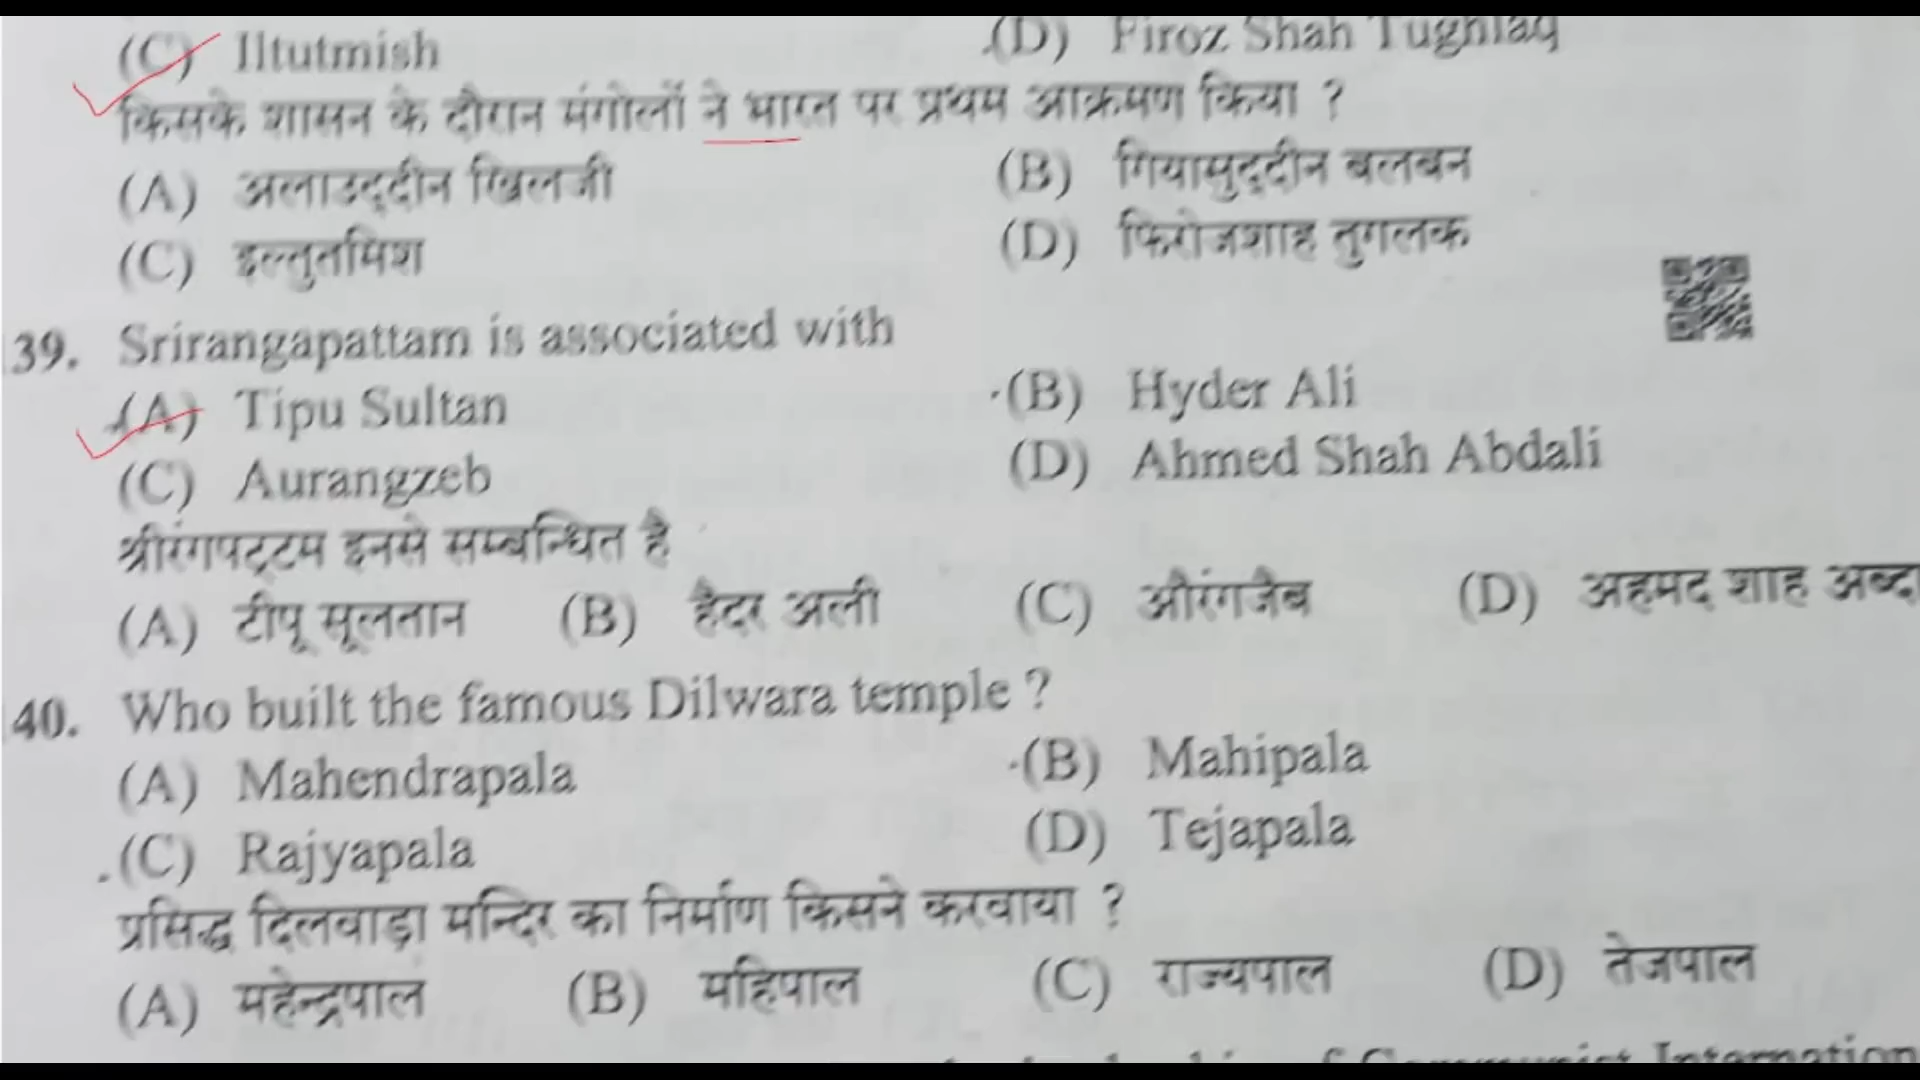 (C) Iltutmish (D) Firoz Shah Tughlaq
किसके शासन के दौरान मंगोलों ने भारत पर प्रथम आक्रमण किया ?
(A) अलाउद्दीन खिलजी (B) गियासुद्दीन बलबन
(C) इल्तुतमिश (D) फिरोजशाह तुगलक
39. Srirangapattam is associated with
(A) Tipu Sultan (B) Hyder Ali
(C) Aurangzeb (D) Ahmed Shah Abdali
श्रीरंगपट्टम इनसे सम्बन्धित है
(A) टीपू सूलतान (B) हैदर अली (C) औरंगजैब (D) अहमद शाह अब्दा
40. Who built the famous Dilwara temple ?
(A) Mahendrapala (B) Mahipala
(C) Rajyapala (D) Tejapala
प्रसिद्ध दिलवाड़ा मन्दिर का निर्माण किसने करवाया ?
(A) महेन्द्रपाल (B) महिपाल (C) राज्यपाल (D) तेजपाल